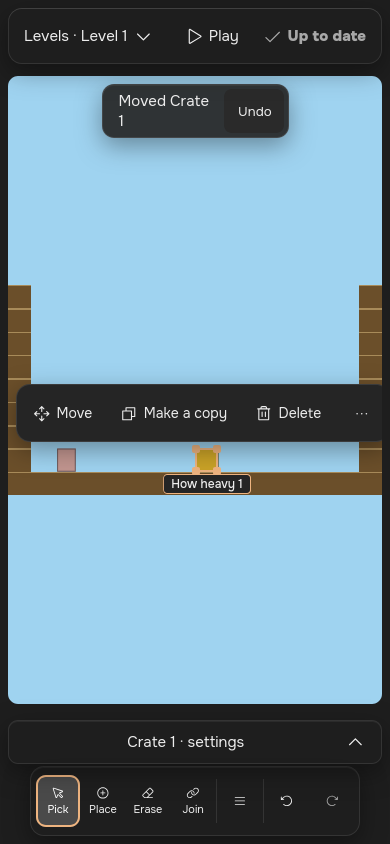 Levels · Level 1
Play
Up to date
Moved Crate
1
Undo
Move
Make a copy
Delete
How heavy 1
Crate 1 · settings
Pick
Place
Erase
Join